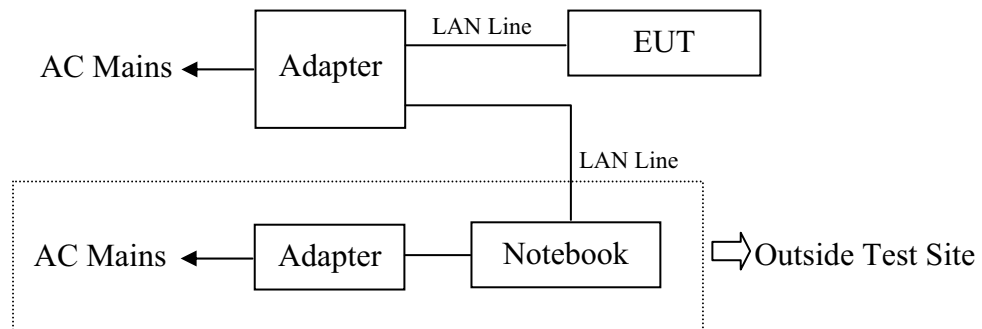 LAN Line
EUT
AC Mains
Adapter
LAN Line
AC Mains
Adapter
Notebook
Outside Test Site